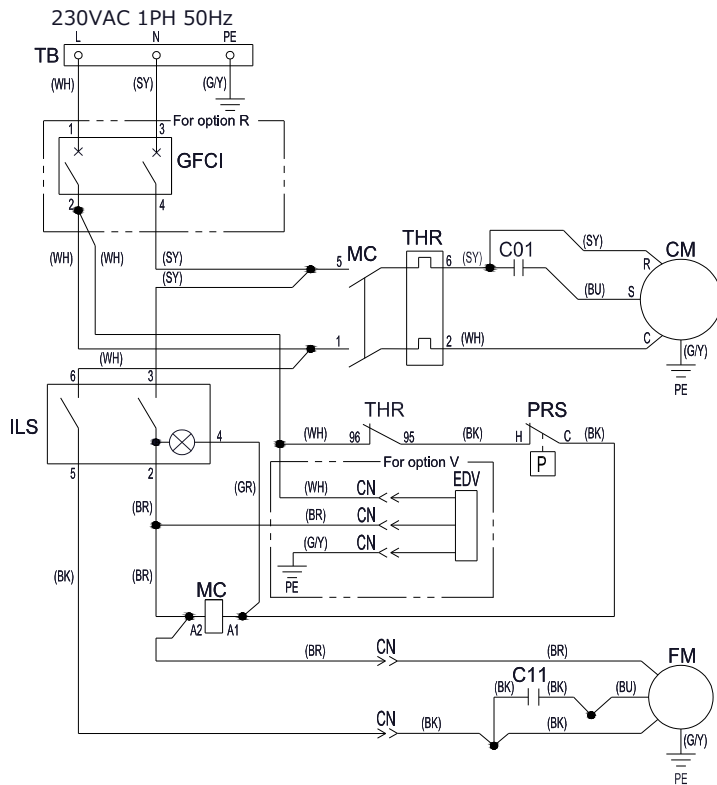 230VAC 1PH 50Hz
L N PE
TB
(WH) (SY) (G/Y)
For option R
1 3
GFCI
2 4
(WH) (WH) (SY)
(SY)
5 MC THR 6 (SY) C01 (SY) R CM
(BU) S
1 2 (WH) C
(G/Y)
PE
(WH)
6 3
ILS
4
5 2
THR PRS
(WH) 96 95 (BK) H C (BK)
P
For option V
(GR)
EDV
(WH) CN
(BR) (BR) CN
(G/Y) CN
PE
(BK) (BR)
MC
A2 A1
(BR) CN (BR) FM
C11
(BK) (BK) (BU)
CN (BK) (BK)
(G/Y)
PE